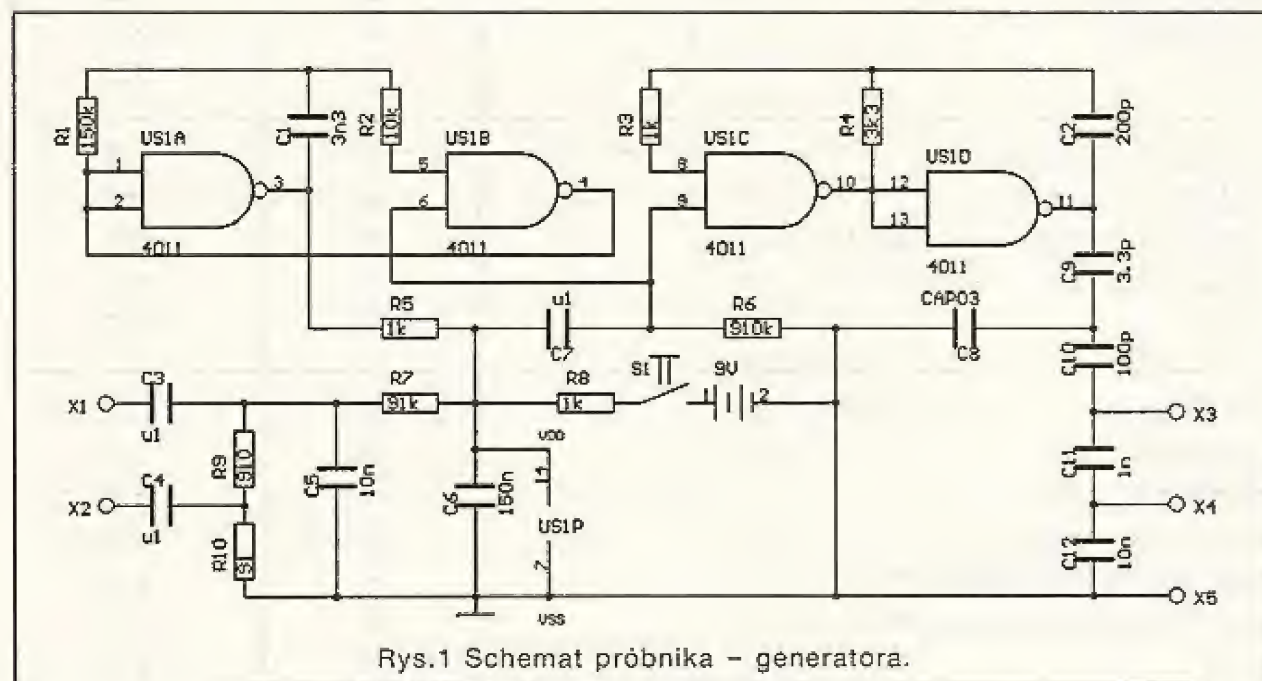 R1
150k
US1A
1
2
3
4011
C1
3n3
R2
10k
US1B
5
6
4
4011
R3
1k
US1C
8
9
10
4011
R4
3k3
US1D
12
13
11
4011
C2
200p
C9
3.3p
R5
1k
u1
C7
R6
910k
CAP03
C8
C10
100p
X1
C3
u1
R7
91k
R8
1k
S1
9V
1
2
X3
R9
910
C5
10n
C6
150n
VDD
14
US1P
7
VSS
C11
1n
X2
C4
u1
R10
91
X4
C12
10n
X5
Rys.1 Schemat próbnika – generatora.